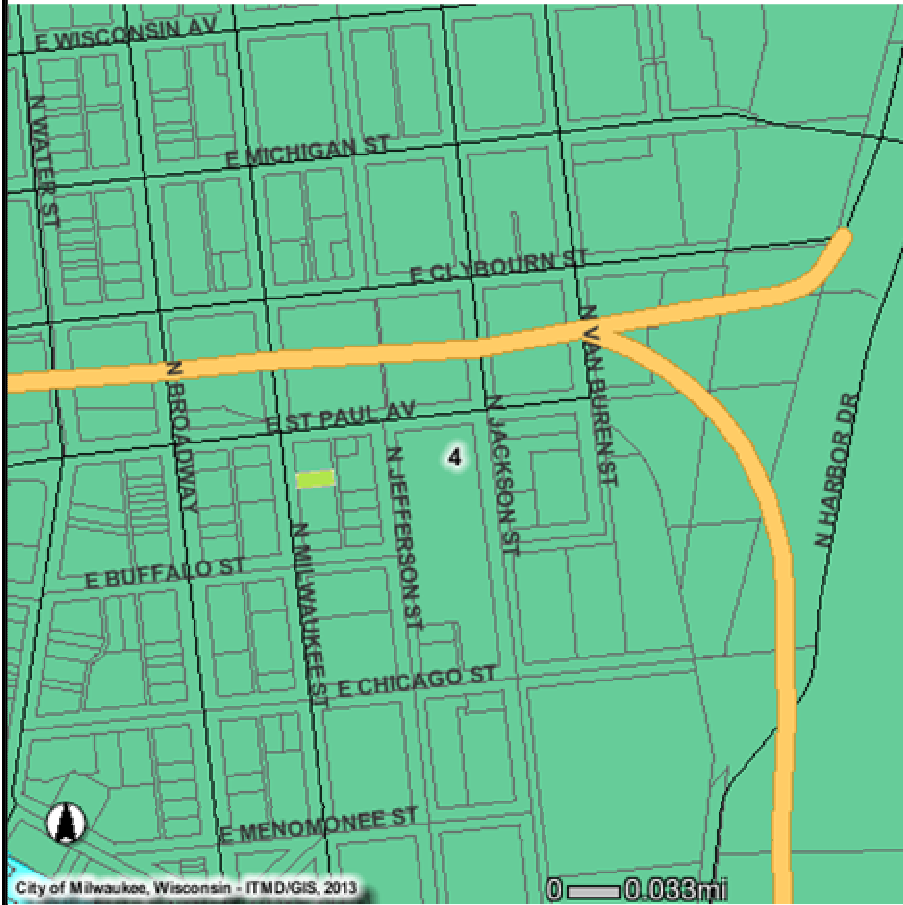 E WISCONSIN AV
N WATER ST
E MICHIGAN ST
E CLYBOURN ST
N VAN BUREN ST
N BROADWAY
E ST PAUL AV
N JACKSON ST
N HARBOR DR
4
N JEFFERSON ST
N MILWAUKEE ST
E BUFFALO ST
E CHICAGO ST
E MENOMONEE ST
City of Milwaukee, Wisconsin - ITMD/GIS, 2013
0 0.033mi